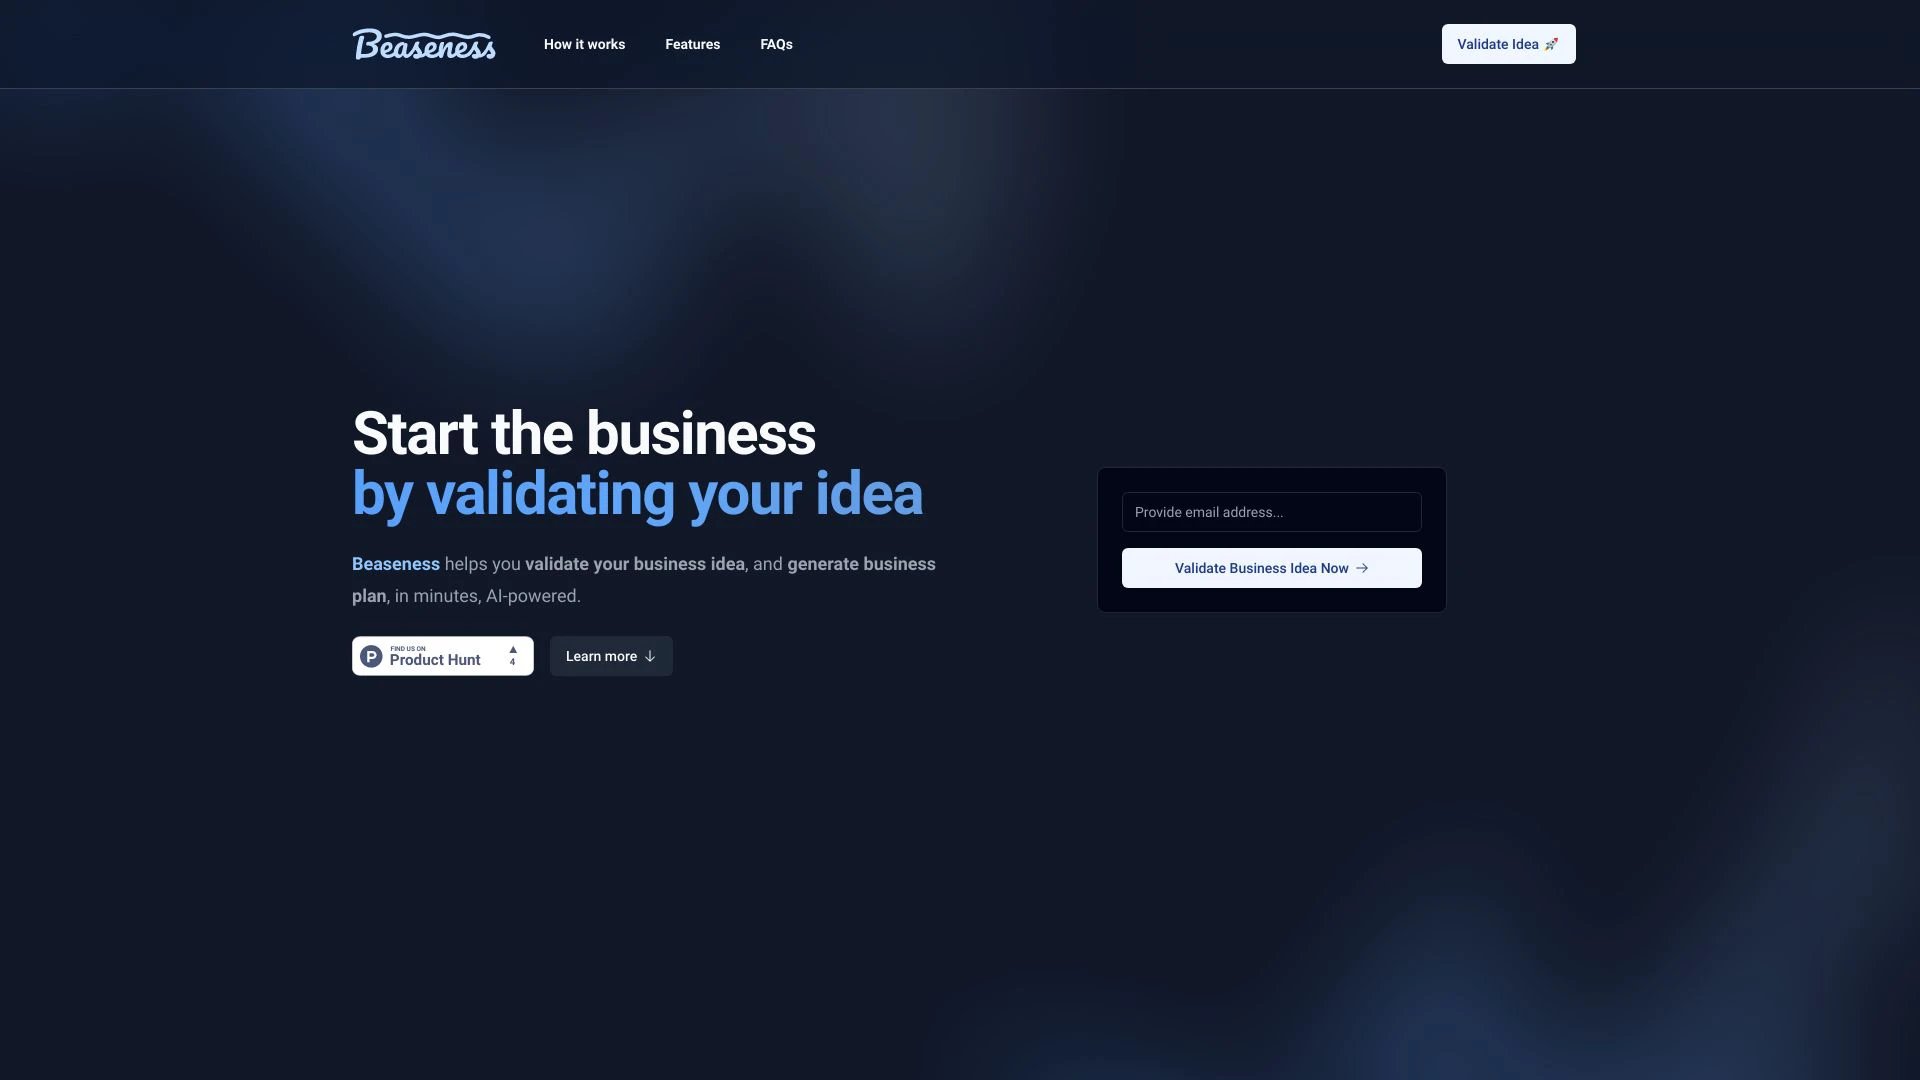 Beaseness
How it works
Features
FAQs
Validate Idea 🚀
Start the business
by validating your idea
Beaseness helps you validate your business idea, and generate business
plan, in minutes, AI-powered.
P
FIND US ON
Product Hunt
▲
4
Learn more ↓
Provide email address...
Validate Business Idea Now →